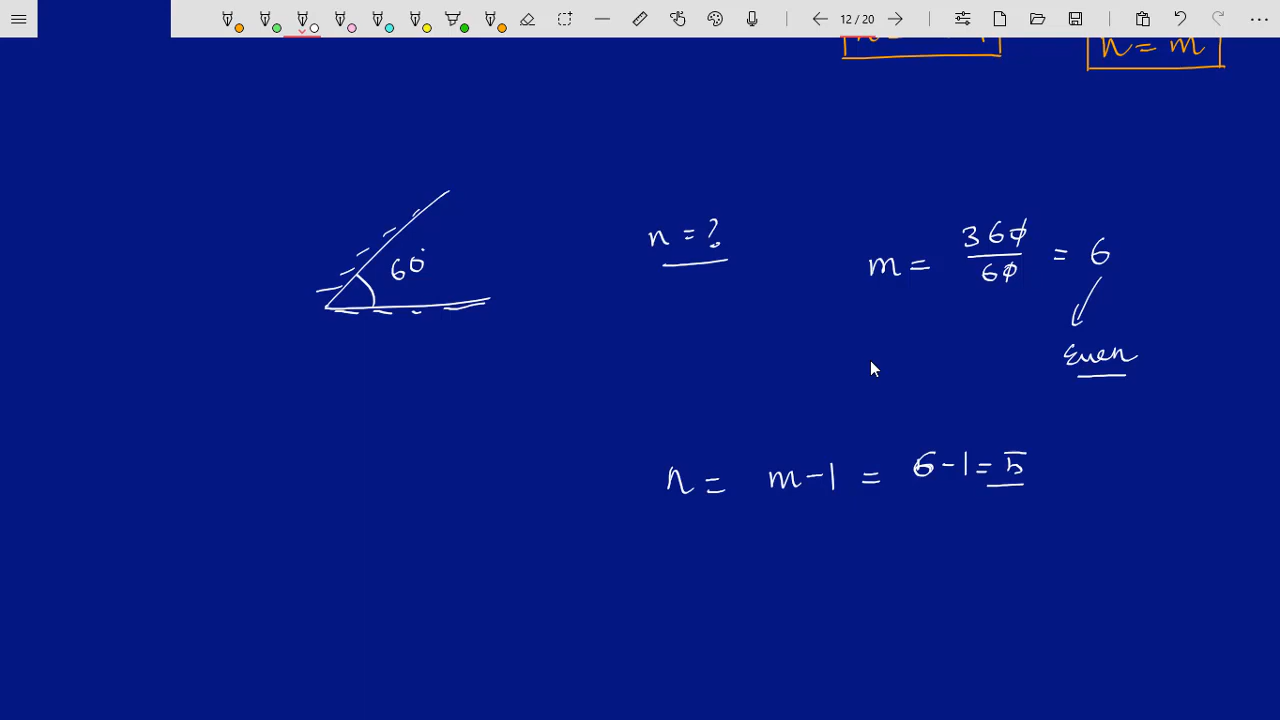 12 / 20
n = m
60°
n = ?
m = 360/60 = 6
Even
n = m-1 = 6-1 = 5